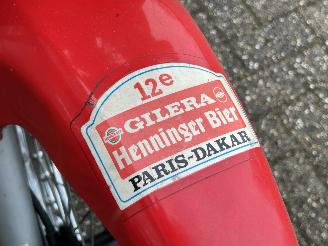 12e
GILERA
Henninger Bier
PARIS-DAKAR